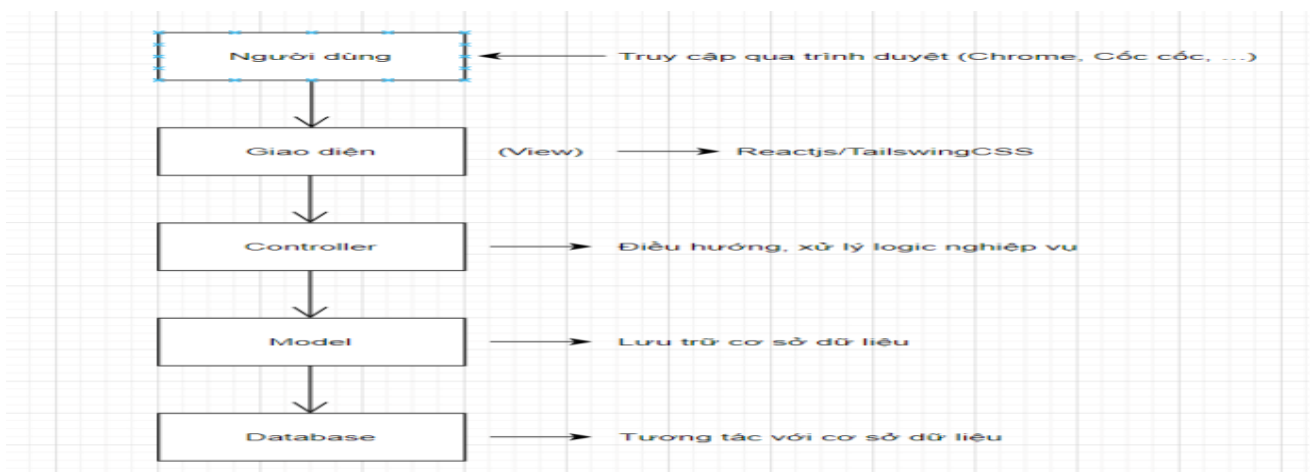 Người dùng Truy cập qua trình duyệt (Chrome, Cốc cốc, ...)
Giao diện (View) Reactjs/TailswingCSS
Controller Điều hướng, xử lý logic nghiệp vụ
Model Lưu trữ cơ sở dữ liệu
Database Tương tác với cơ sở dữ liệu